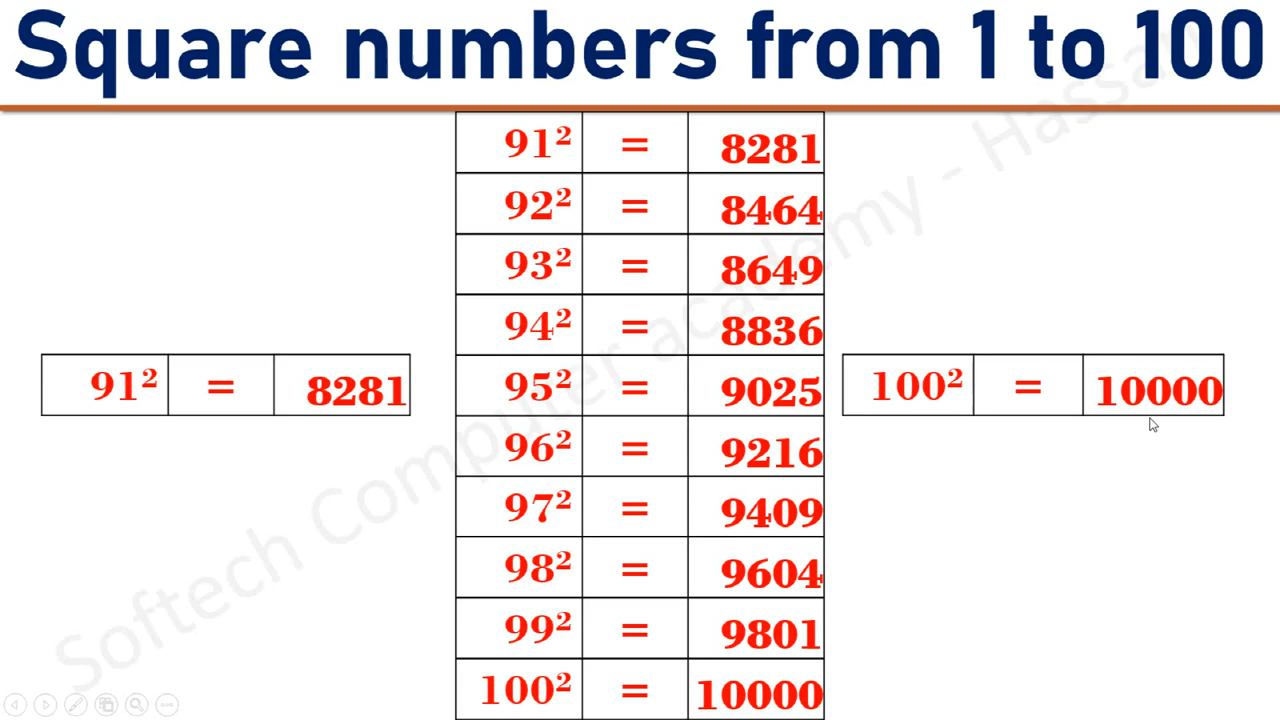 Square numbers from 1 to 100
91² = 8281
92² = 8464
93² = 8649
94² = 8836
95² = 9025
96² = 9216
97² = 9409
98² = 9604
99² = 9801
100² = 10000
91² = 8281
100² = 10000
Softech Computer academy - Hassan